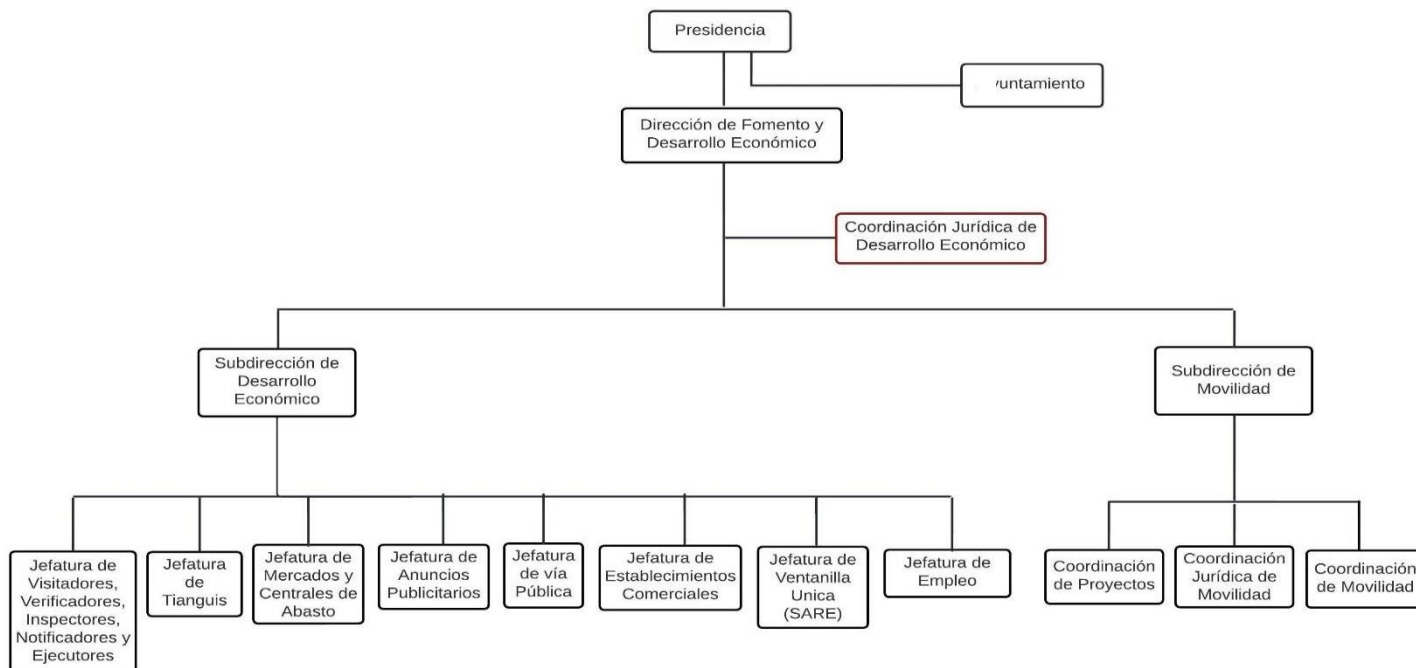 Presidencia
yuntamiento
Dirección de Fomento y
Desarrollo Económico
Coordinación Jurídica de
Desarrollo Económico
Subdirección de
Desarrollo
Económico
Subdirección de
Movilidad
Jefatura de
Visitadores,
Verificadores,
Inspectores,
Notificadores y
Ejecutores
Jefatura
de
Tianguis
Jefatura de
Mercados y
Centrales de
Abasto
Jefatura de
Anuncios
Publicitarios
Jefatura
de vía
Pública
Jefatura de
Establecimientos
Comerciales
Jefatura de
Ventanilla
Unica
(SARE)
Jefatura de
Empleo
Coordinación
de Proyectos
Coordinación
Jurídica de
Movilidad
Coordinación
de Movilidad